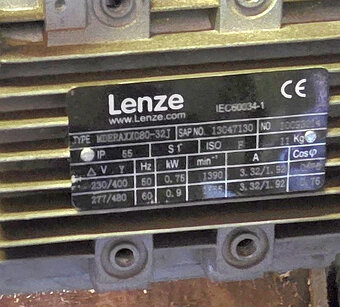 Lenze
www.Lenze.com
IEC60034-1
CE
TYPE MDERAXX080-32J SAP NO. 13047130 NO
IP 55 S1 ISO F 11 Kg
△ V Y Hz kW min⁻¹ A Cosφ
230/400 50 0.75 1390 3.32/1.92
277/480 60 0.9 3.32/1.92